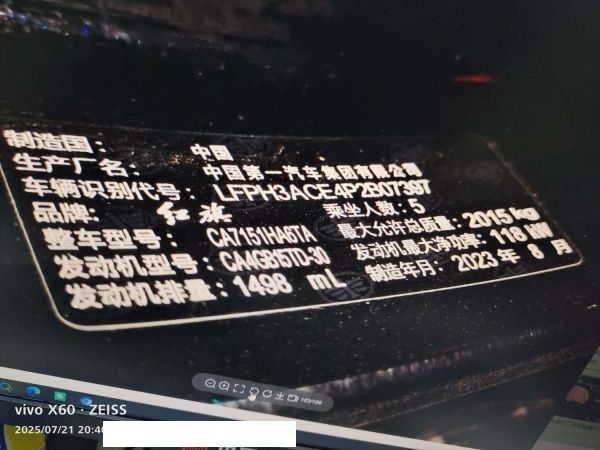 制造国： 中国
生产厂名： 中国第一汽车集团有限公司
车辆识别代号：LFPH3ACE4P2B07397
品牌：红旗 乘坐人数：5
整车型号：CA7151HA6TA 最大允许总质量：2015 kg
发动机型号：CA4GB15TD-30 发动机最大净功率：118 kW
发动机排量：1498 mL 制造年月：2023 年 8 月
183/186
vivo X60 · ZEISS
2025/07/21 20:40